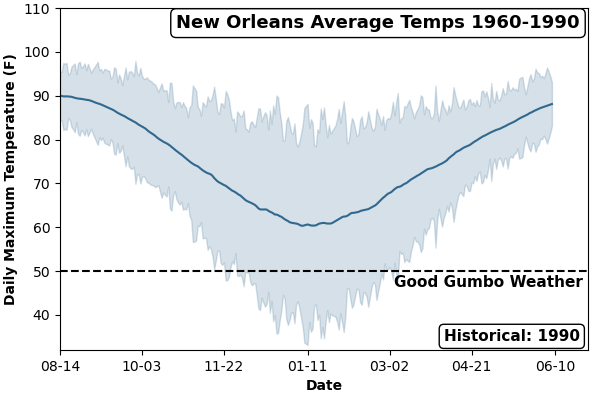 New Orleans Average Temps 1960-1990
Daily Maximum Temperature (F)
110
100
90
80
70
60
50
40
Good Gumbo Weather
Historical: 1990
08-14 10-03 11-22 01-11 03-02 04-21 06-10
Date